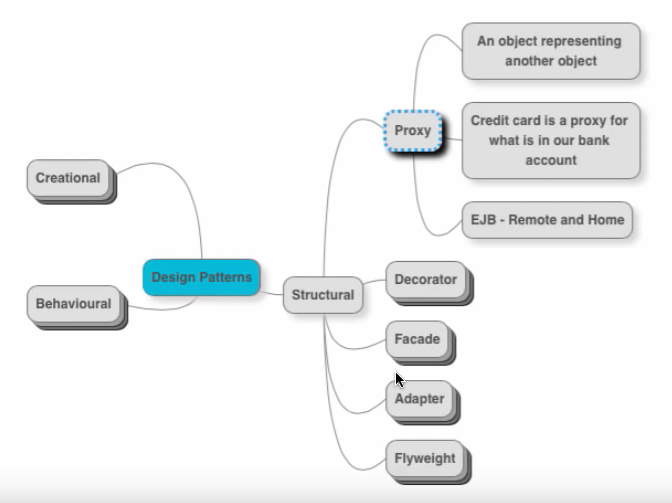 An object representing
another object
Proxy
Credit card is a proxy for
what is in our bank
account
EJB - Remote and Home
Creational
Design Patterns
Behavioural
Structural
Decorator
Facade
Adapter
Flyweight